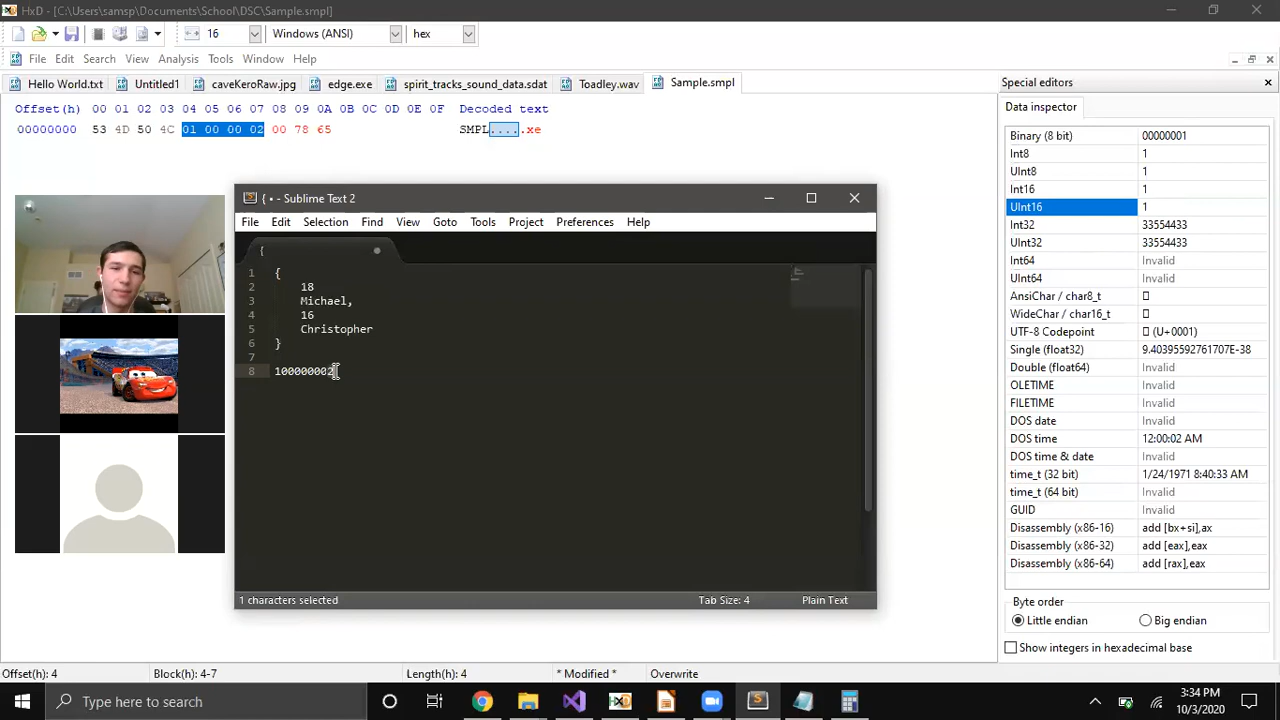 HxD - [C:\Users\samsp\Documents\School\DSC\Sample.smpl]
16 Windows (ANSI) hex
File Edit Search View Analysis Tools Window Help
Hello World.txt Untitled1 caveKeroRaw.jpg edge.exe spirit_tracks_sound_data.sdat Toadley.wav Sample.smpl
Offset(h) 00 01 02 03 04 05 06 07 08 09 0A 0B 0C 0D 0E 0F Decoded text
00000000 53 4D 50 4C 01 00 00 02 00 78 65 SMPL.....xe
Special editors
Data inspector
Binary (8 bit) 00000001
Int8 1
UInt8 1
Int16 1
UInt16 1
Int32 33554433
UInt32 33554433
Int64 Invalid
UInt64 Invalid
AnsiChar / char8_t
WideChar / char16_t
UTF-8 Codepoint (U+0001)
Single (float32) 9.40395592761707E-38
Double (float64) Invalid
OLETIME Invalid
FILETIME Invalid
DOS date Invalid
DOS time 12:00:02 AM
DOS time & date Invalid
time_t (32 bit) 1/24/1971 8:40:33 AM
time_t (64 bit) Invalid
GUID Invalid
Disassembly (x86-16) add [bx+si],ax
Disassembly (x86-32) add [eax],eax
Disassembly (x86-64) add [rax],eax
Byte order
Little endian Big endian
Show integers in hexadecimal base
{ • - Sublime Text 2
File Edit Selection Find View Goto Tools Project Preferences Help
{
1 {
2 18
3 Michael,
4 16
5 Christopher
6 }
7
8 100000002
1 characters selected Tab Size: 4 Plain Text
Offset(h): 4 Block(h): 4-7 Length(h): 4 * Modified * Overwrite
Type here to search
3:34 PM
10/3/2020